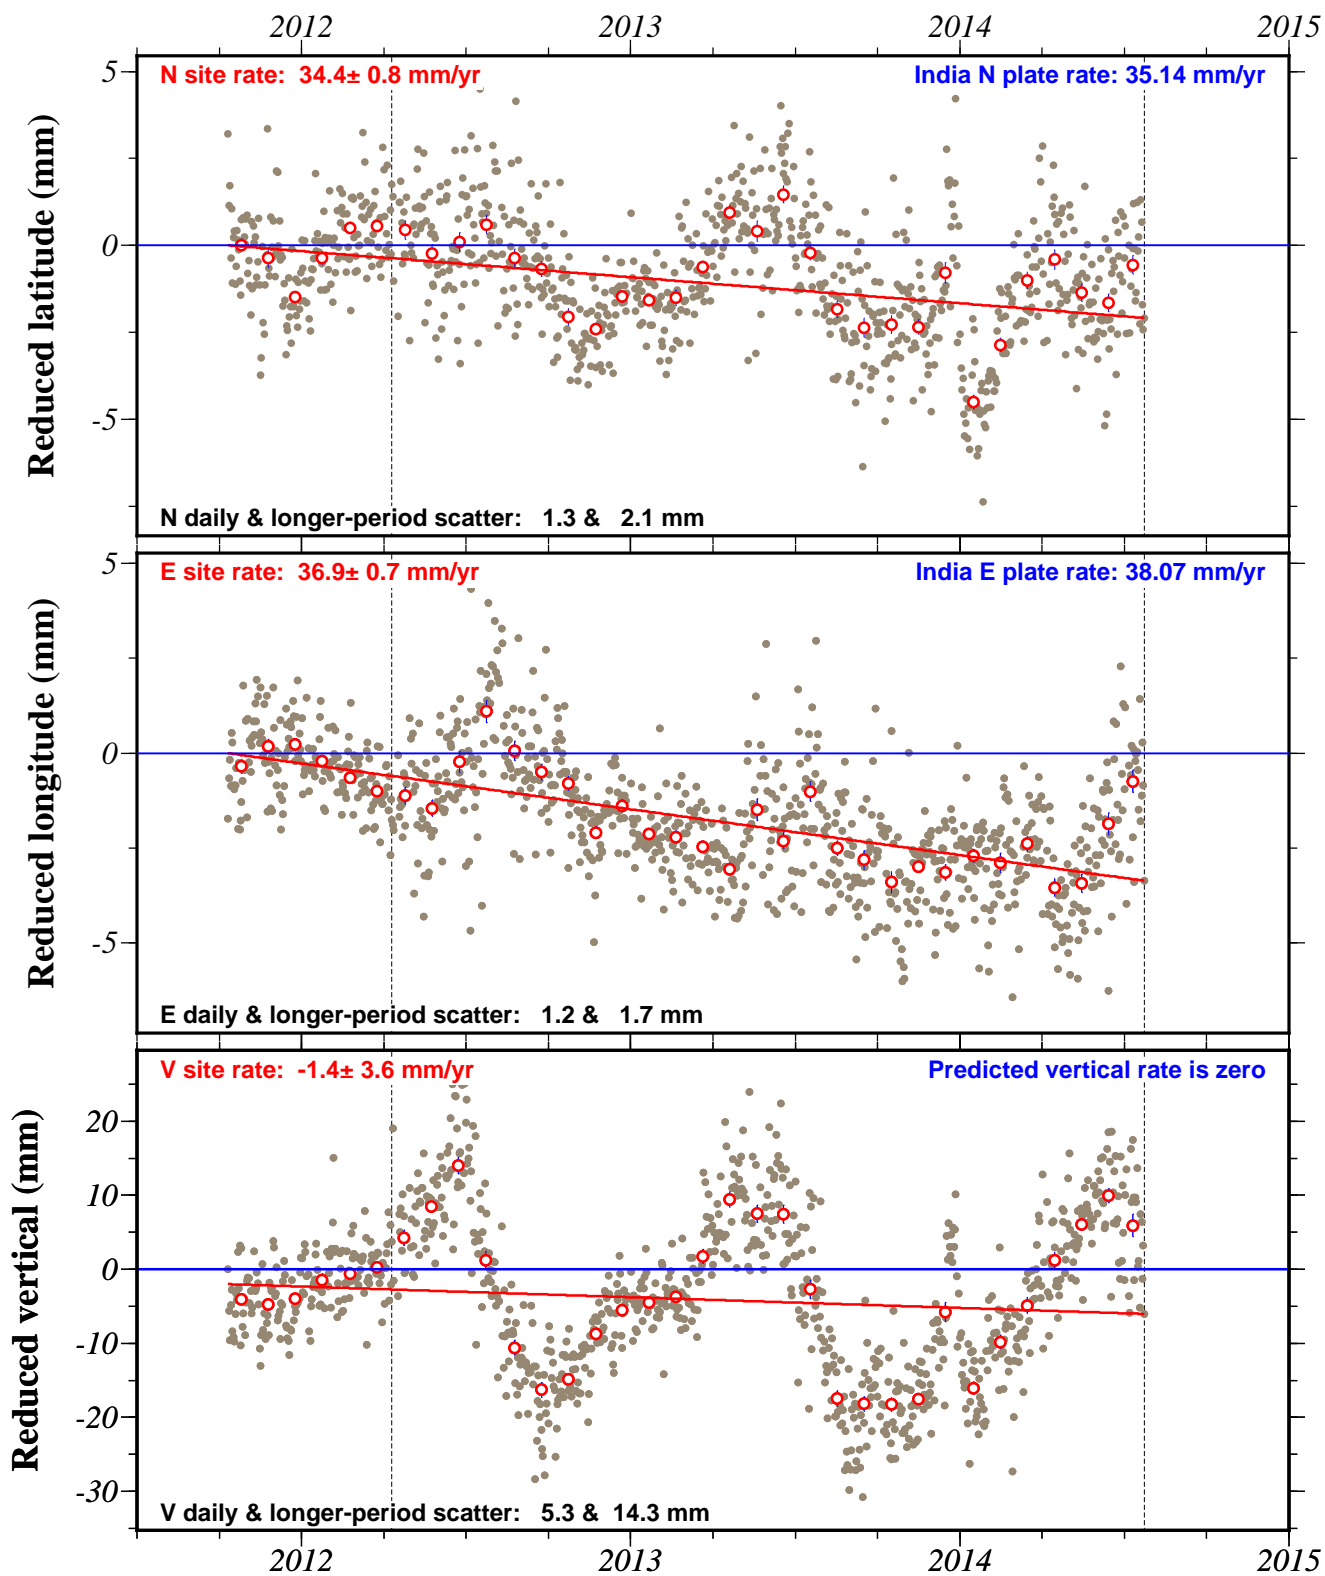 2012 2013 2014 2015
N site rate: 34.4± 0.8 mm/yr India N plate rate: 35.14 mm/yr
5
0
-5
Reduced latitude (mm)
N daily & longer-period scatter: 1.3 & 2.1 mm
E site rate: 36.9± 0.7 mm/yr India E plate rate: 38.07 mm/yr
5
0
-5
Reduced longitude (mm)
E daily & longer-period scatter: 1.2 & 1.7 mm
V site rate: -1.4± 3.6 mm/yr Predicted vertical rate is zero
20
10
0
-10
-20
-30
Reduced vertical (mm)
V daily & longer-period scatter: 5.3 & 14.3 mm
2012 2013 2014 2015